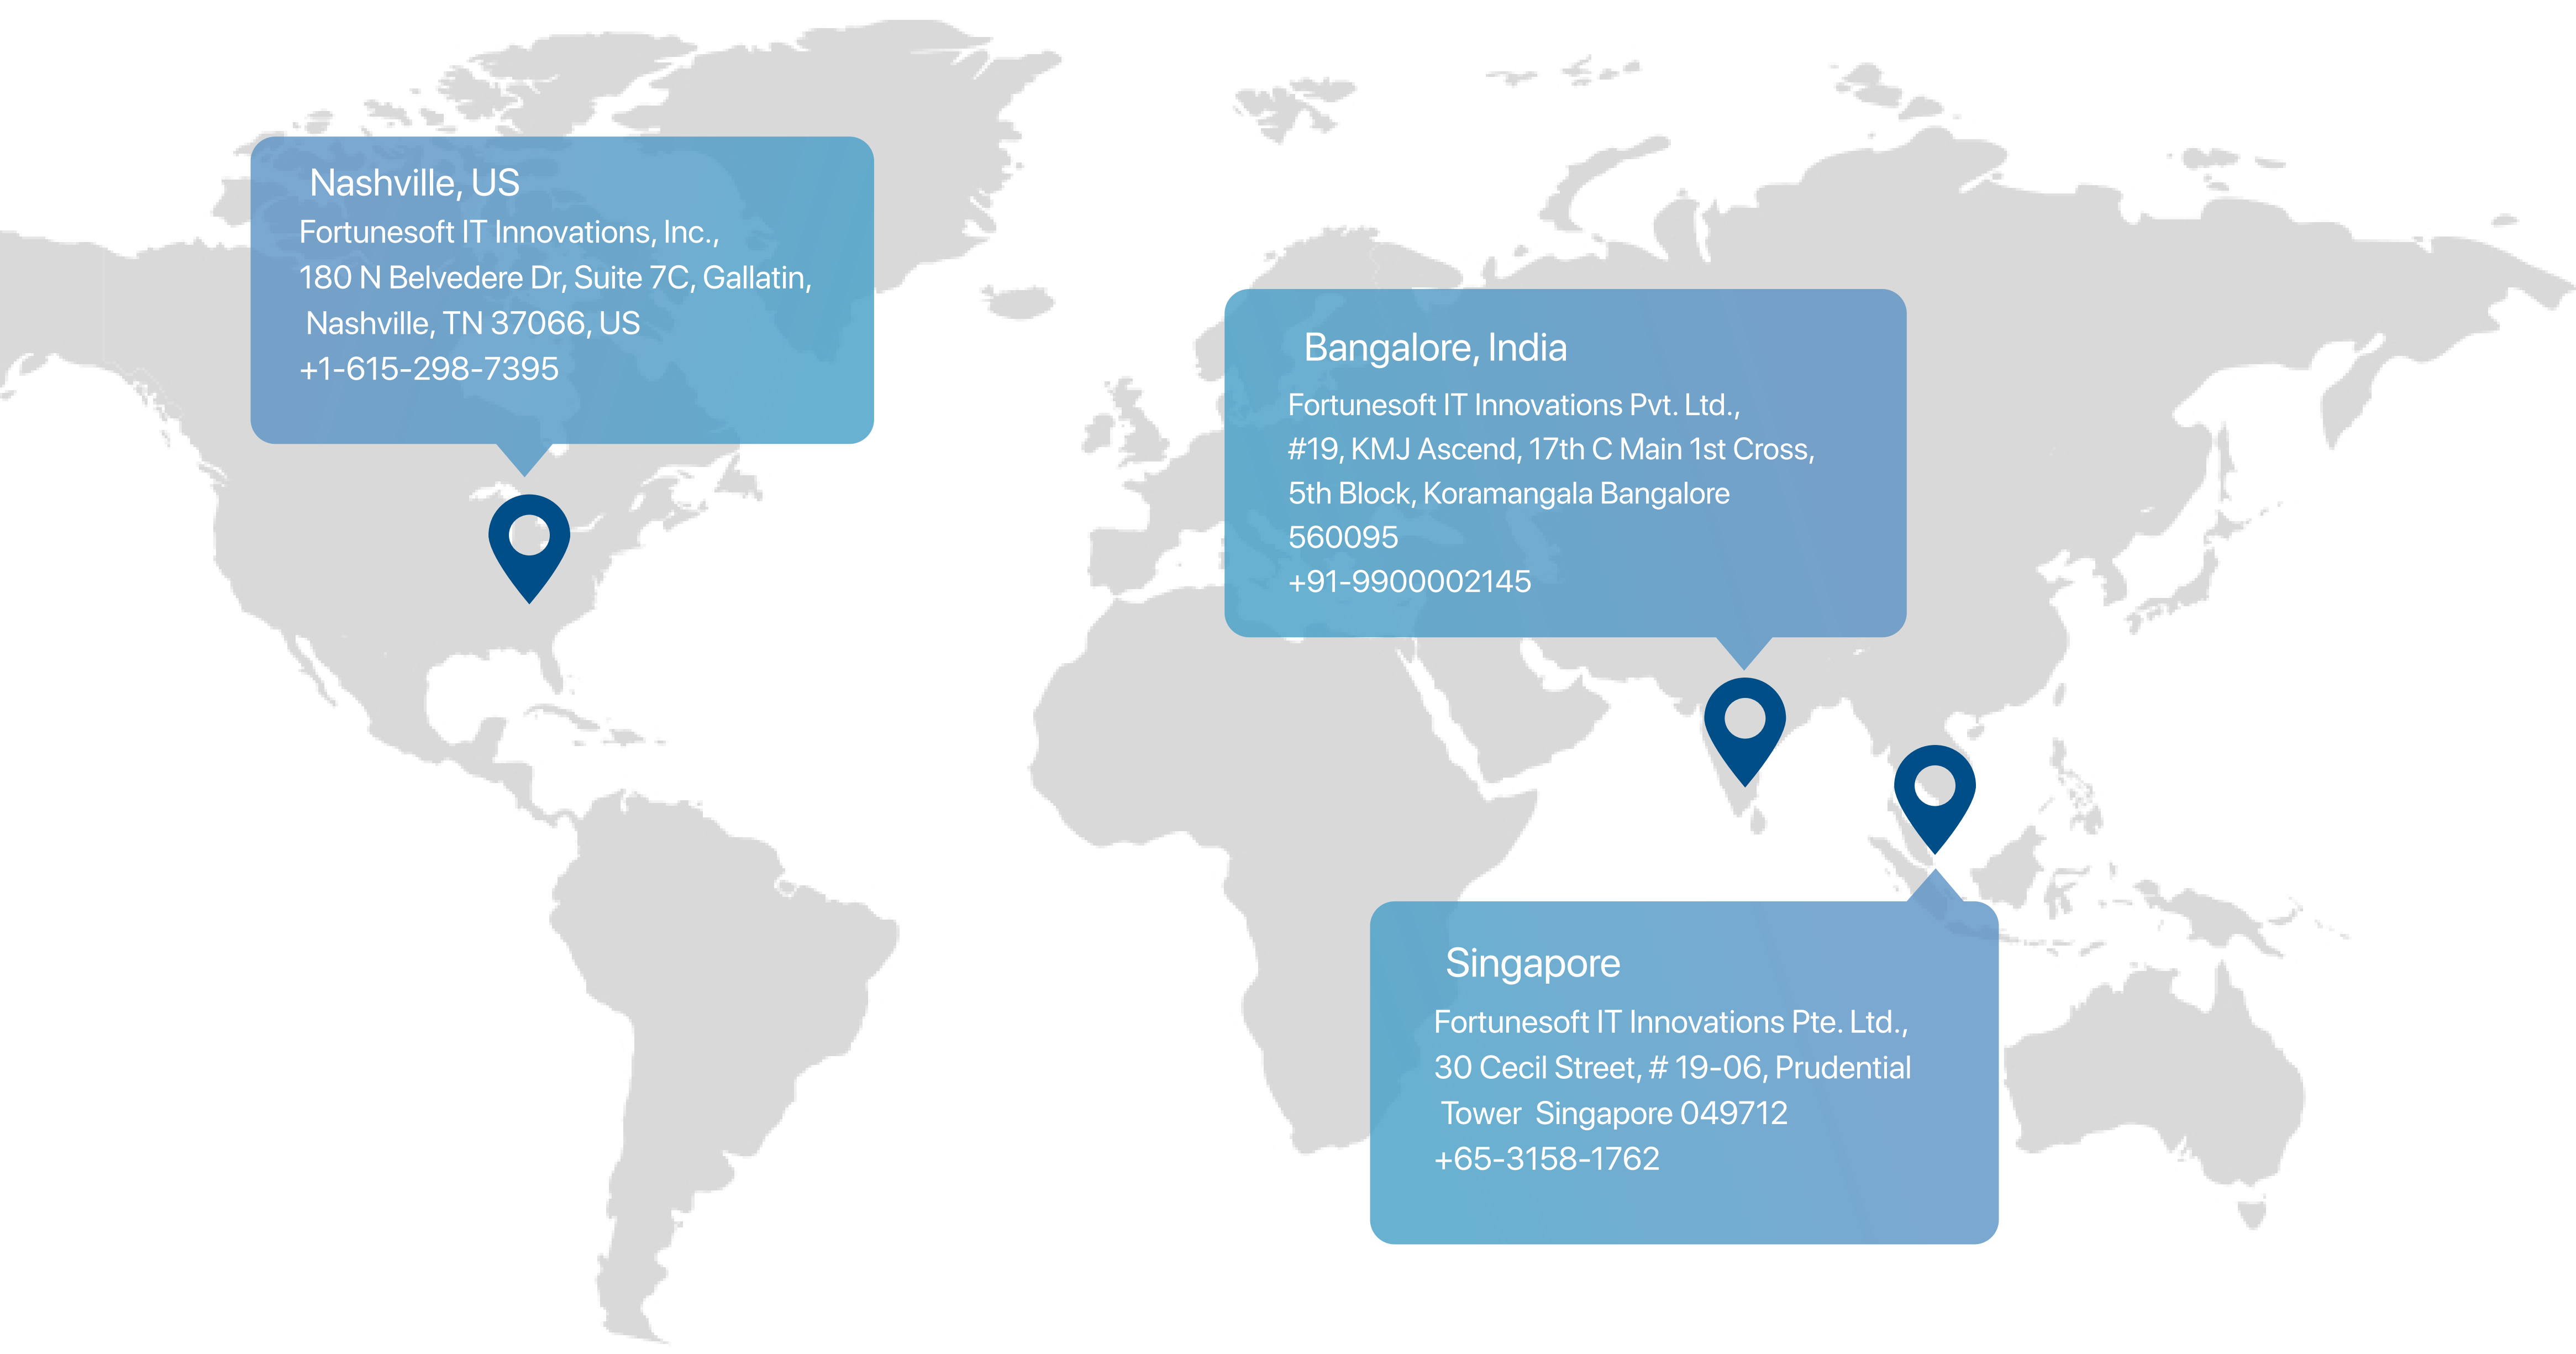 Nashville, US
Fortunesoft IT Innovations, Inc.,
180 N Belvedere Dr, Suite 7C, Gallatin,
Nashville, TN 37066, US
+1-615-298-7395
Bangalore, India
Fortunesoft IT Innovations Pvt. Ltd.,
#19, KMJ Ascend, 17th C Main 1st Cross,
5th Block, Koramangala Bangalore
560095
+91-9900002145
Singapore
Fortunesoft IT Innovations Pte. Ltd.,
30 Cecil Street, # 19-06, Prudential
Tower  Singapore 049712
+65-3158-1762